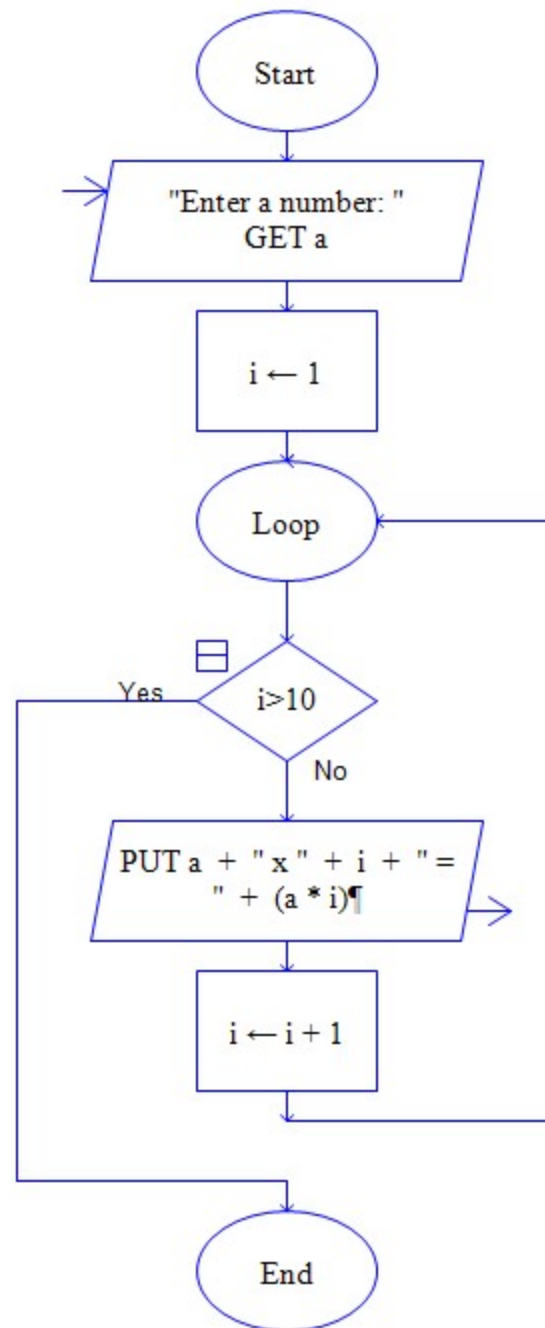 Start
"Enter a number: "
GET a
i ← 1
Loop
i>10
Yes
No
PUT a + " x " + i + " =
" + (a * i)¶
i ← i + 1
End